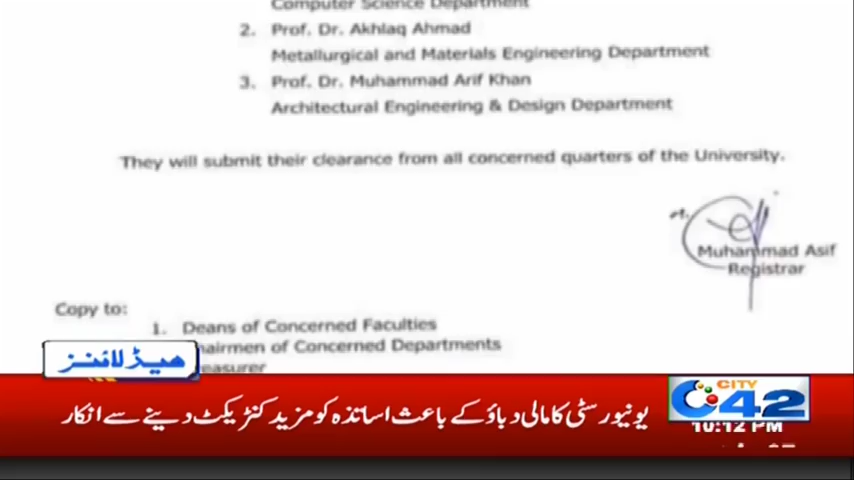 Computer Science Department
2. Prof. Dr. Akhlaq Ahmad
Metallurgical and Materials Engineering Department
3. Prof. Dr. Muhammad Arif Khan
Architectural Engineering & Design Department
They will submit their clearance from all concerned quarters of the University.
Muhammad Asif
Registrar
Copy to:
1. Deans of Concerned Faculties
hairmen of Concerned Departments
reasurer
ہیڈلائنز
یونیورسٹی کا مالی دباؤ کے باعث اساتذہ کو مزید کنٹریکٹ دینے سے انکار
CITY
42
10:12 PM